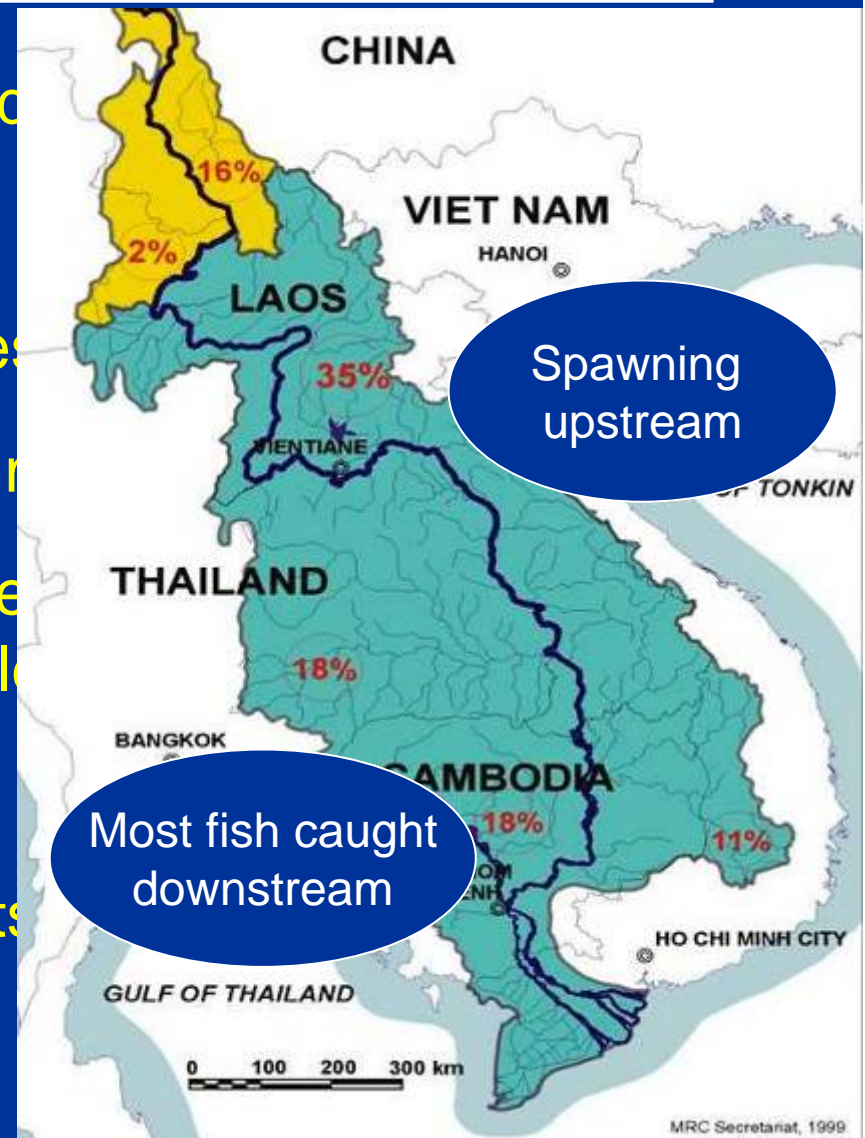 CHINA
16%
VIET NAM
HANOI
2%
LAOS
35%
Spawning
upstream
VIENTIANE
TONKIN
THAILAND
18%
BANGKOK
CAMBODIA
Most fish caught
downstream
18%
11%
HO CHI MINH CITY
GULF OF THAILAND
0 100 200 300 km
MRC Secretariat, 1999